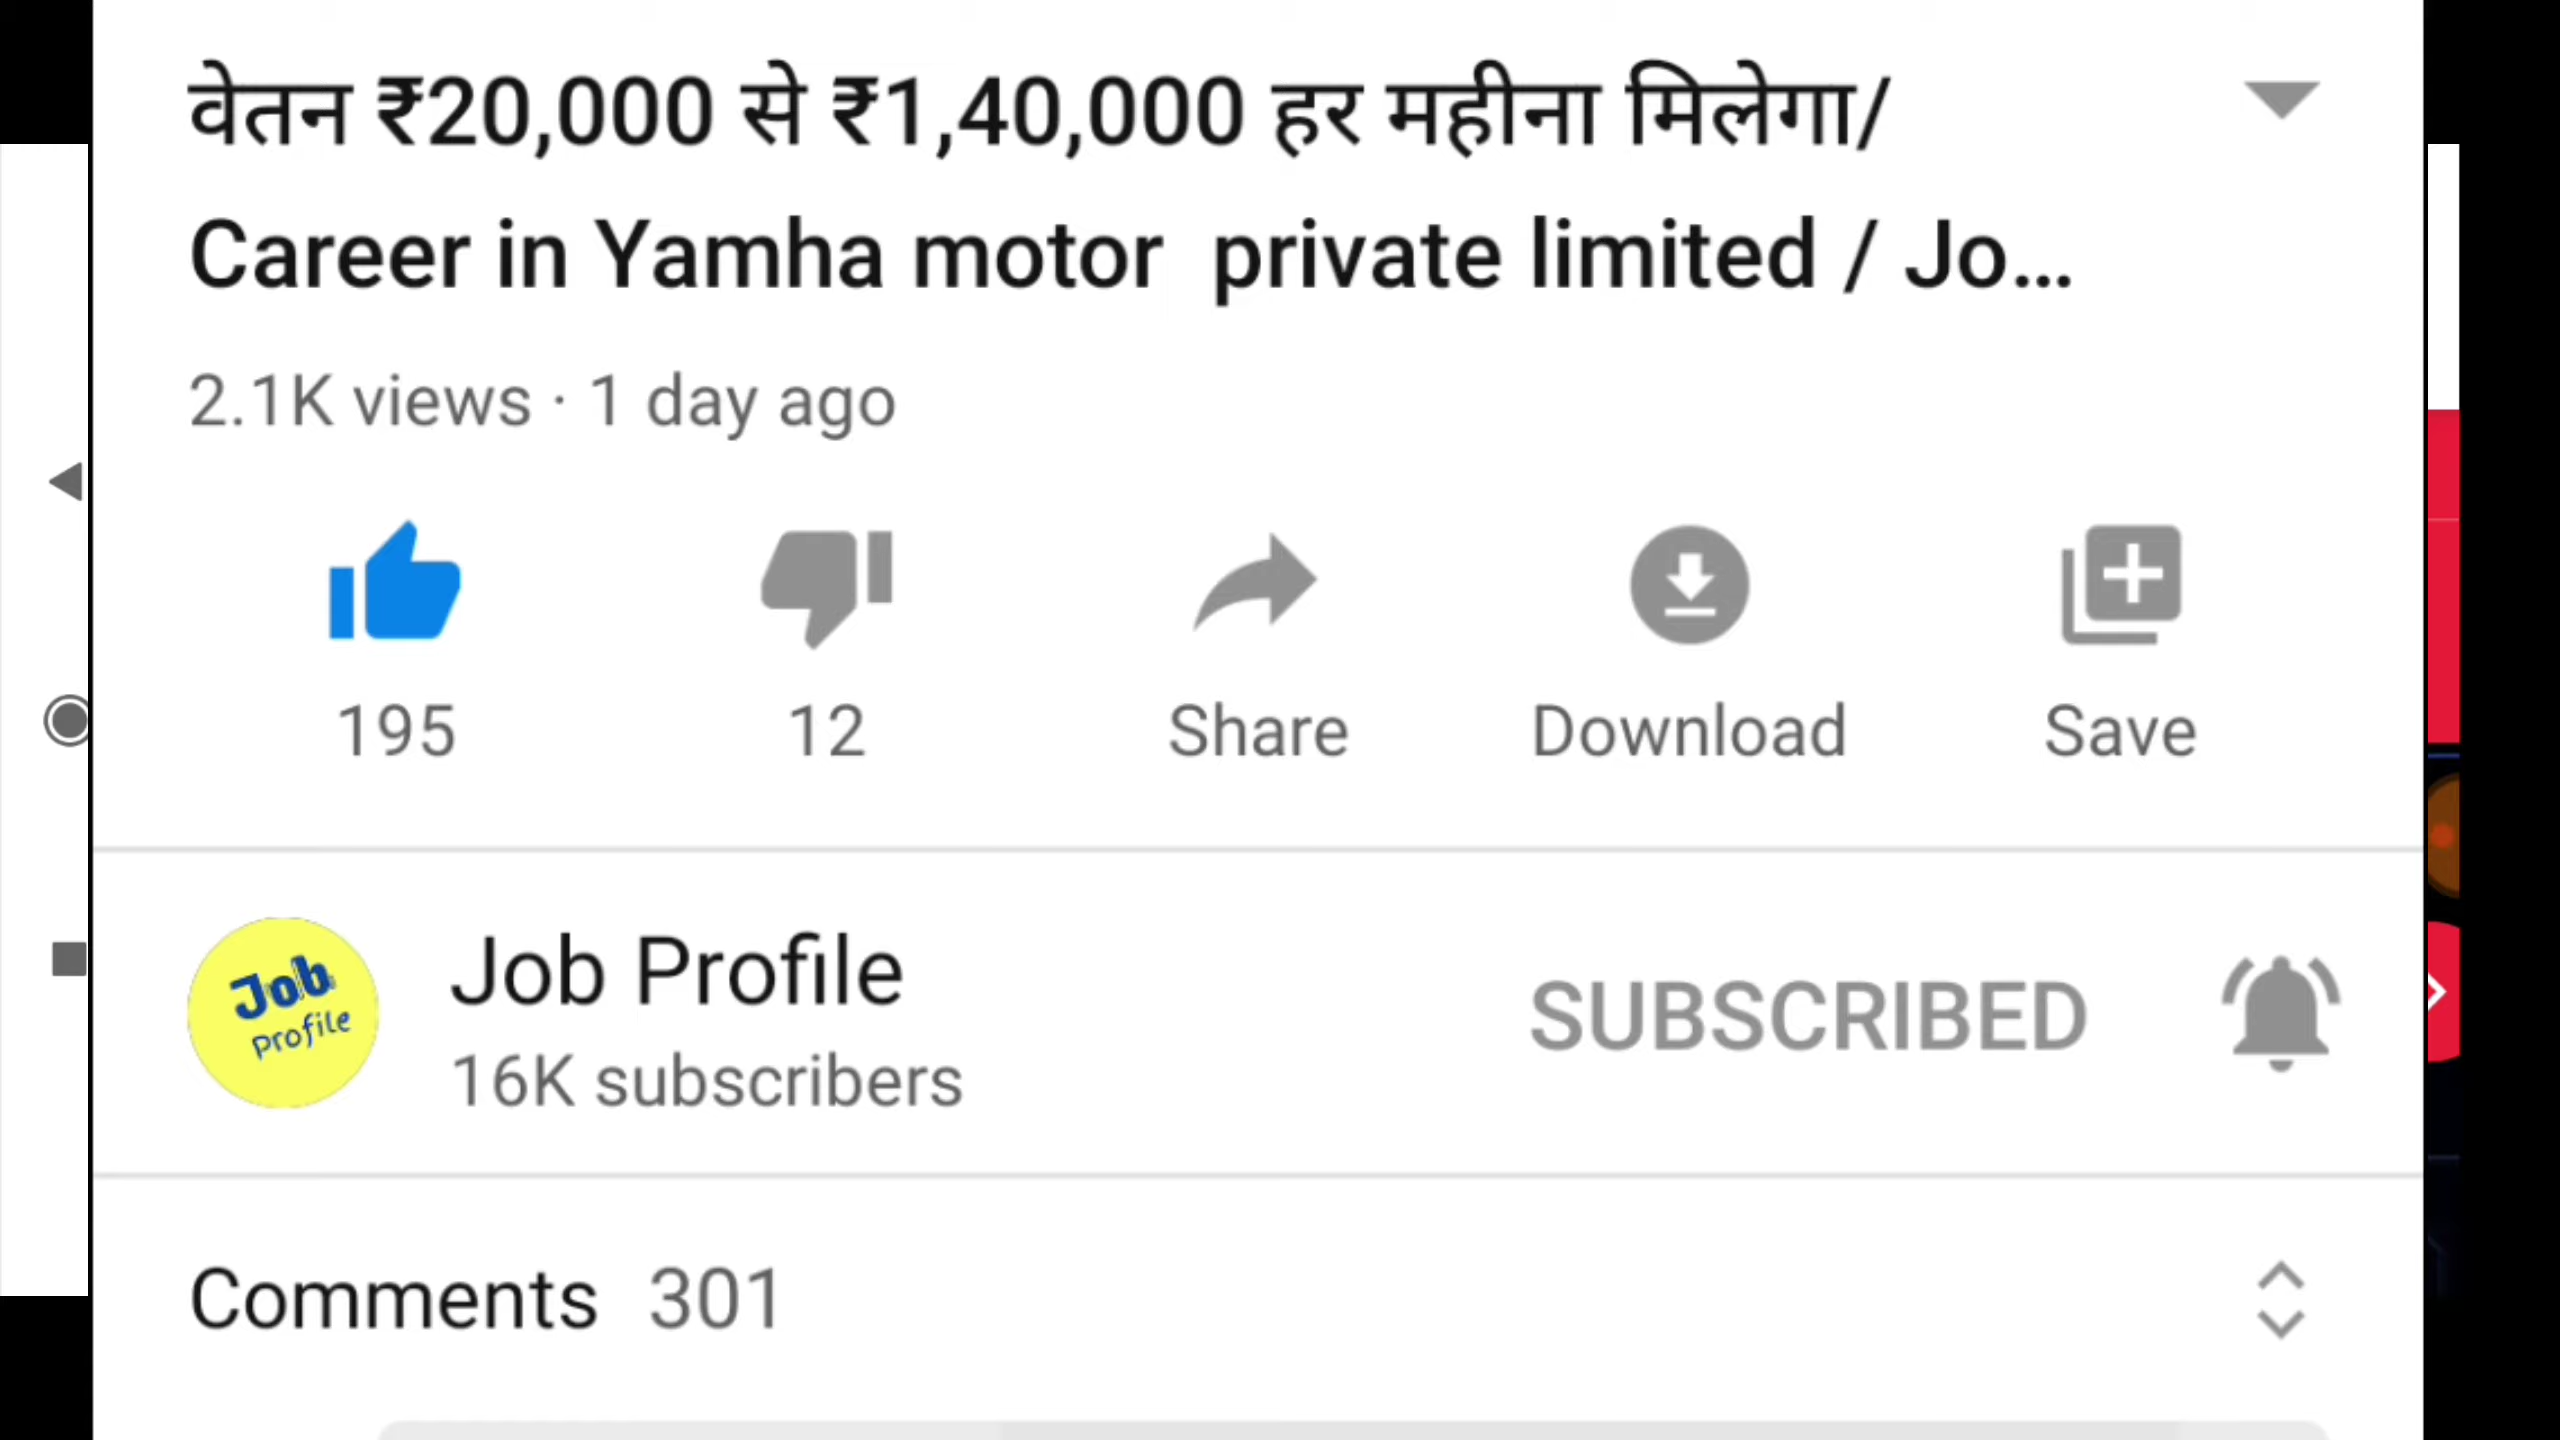 वेतन ₹20,000 से ₹1,40,000 हर महीना मिलेगा/
Career in Yamha motor private limited / Jo...
2.1K views · 1 day ago
195
12
Share
Download
Save
Job
Profile
Job Profile
16K subscribers
SUBSCRIBED
Comments 301